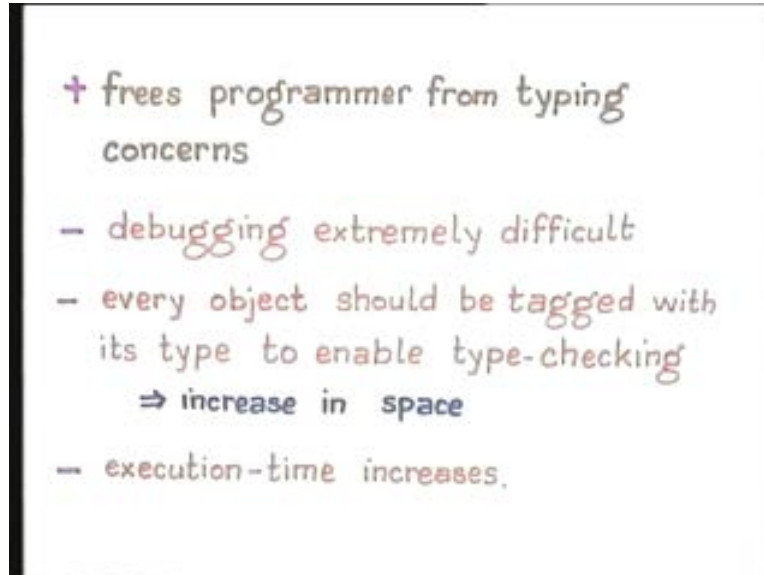 + frees programmer from typing
concerns
- debugging extremely difficult
- every object should be tagged with
its type to enable type-checking
⇒ increase in space
- execution-time increases.